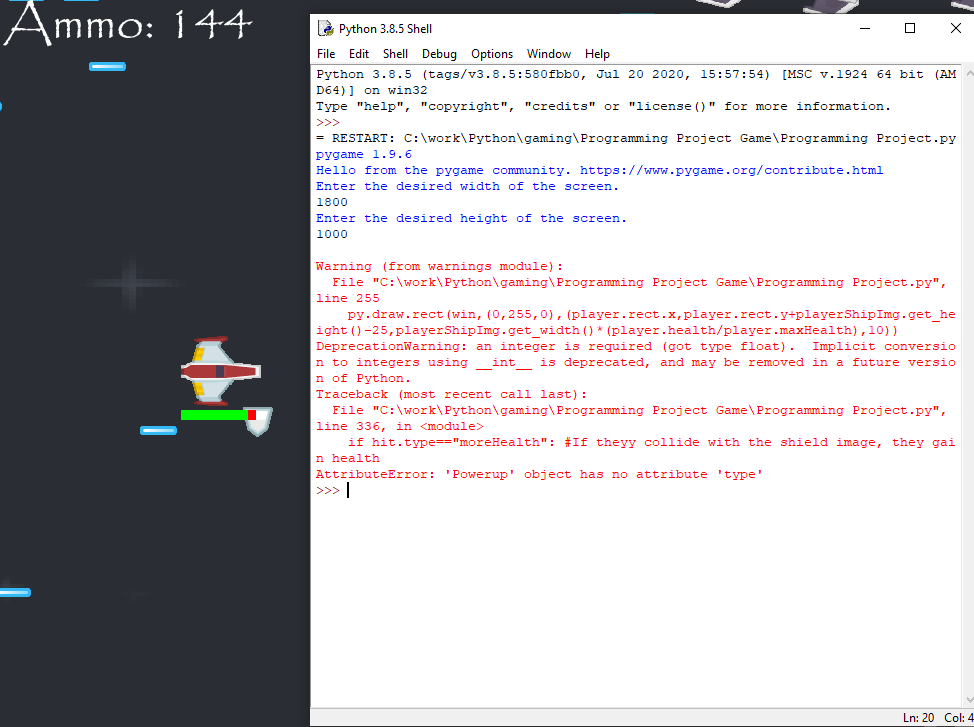 Ammo: 144
Python 3.8.5 Shell
File Edit Shell Debug Options Window Help
Python 3.8.5 (tags/v3.8.5:580fbb0, Jul 20 2020, 15:57:54) [MSC v.1924 64 bit (AM
D64)] on win32
Type "help", "copyright", "credits" or "license()" for more information.
>>>
= RESTART: C:\work\Python\gaming\Programming Project Game\Programming Project.py
pygame 1.9.6
Hello from the pygame community. https://www.pygame.org/contribute.html
Enter the desired width of the screen.
1800
Enter the desired height of the screen.
1000
Warning (from warnings module):
File "C:\work\Python\gaming\Programming Project Game\Programming Project.py",
line 255
py.draw.rect(win,(0,255,0),(player.rect.x,player.rect.y+playerShipImg.get_he
ight()-25,playerShipImg.get_width()*(player.health/player.maxHealth),10))
DeprecationWarning: an integer is required (got type float).  Implicit conversio
n to integers using __int__ is deprecated, and may be removed in a future versio
n of Python.
Traceback (most recent call last):
File "C:\work\Python\gaming\Programming Project Game\Programming Project.py",
line 336, in <module>
if hit.type=="moreHealth": #If theyy collide with the shield image, they gai
n health
AttributeError: 'Powerup' object has no attribute 'type'
>>>
Ln: 20 Col: 4